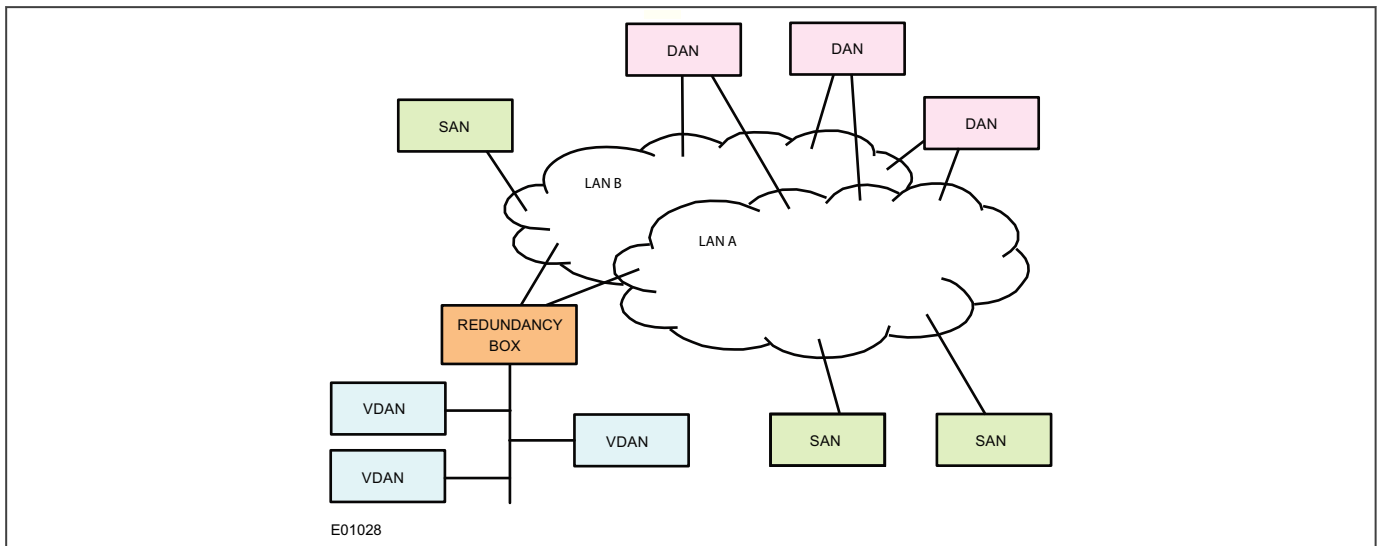 DAN
DAN
DAN
SAN
LAN B
LAN A
REDUNDANCY
BOX
VDAN
VDAN
VDAN
SAN
SAN
E01028